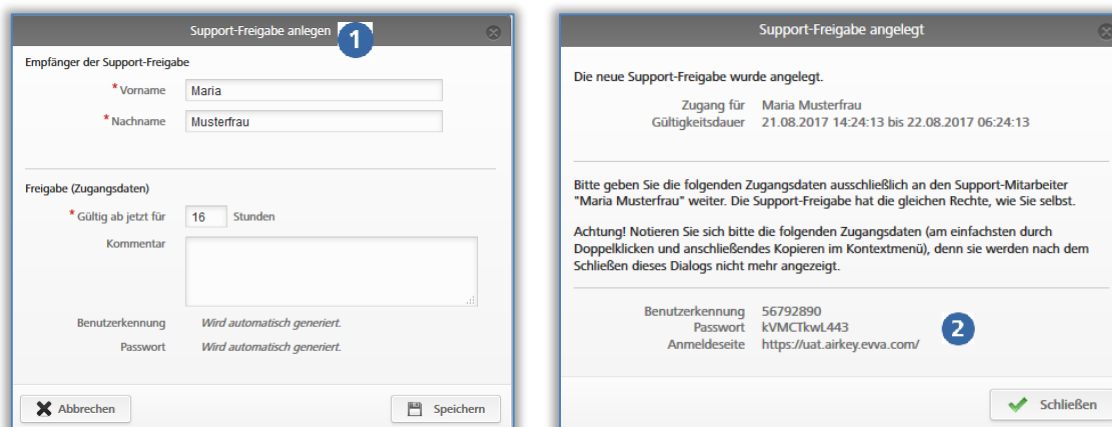 Support-Freigabe anlegen
1
Empfänger der Support-Freigabe
* Vorname Maria
* Nachname Musterfrau
Freigabe (Zugangsdaten)
* Gültig ab jetzt für 16 Stunden
Kommentar
Benutzerkennung Wird automatisch generiert.
Passwort Wird automatisch generiert.
Abbrechen Speichern
Support-Freigabe angelegt
Die neue Support-Freigabe wurde angelegt.
Zugang für Maria Musterfrau
Gültigkeitsdauer 21.08.2017 14:24:13 bis 22.08.2017 06:24:13
Bitte geben Sie die folgenden Zugangsdaten ausschließlich an den Support-Mitarbeiter
"Maria Musterfrau" weiter. Die Support-Freigabe hat die gleichen Rechte, wie Sie selbst.
Achtung! Notieren Sie sich bitte die folgenden Zugangsdaten (am einfachsten durch
Doppelklicken und anschließendes Kopieren im Kontextmenü), denn sie werden nach dem
Schließen dieses Dialogs nicht mehr angezeigt.
Benutzerkennung 56792890
Passwort kVMCTkwL443
Anmeldeseite https://uat.airkey.evva.com/
2
Schließen